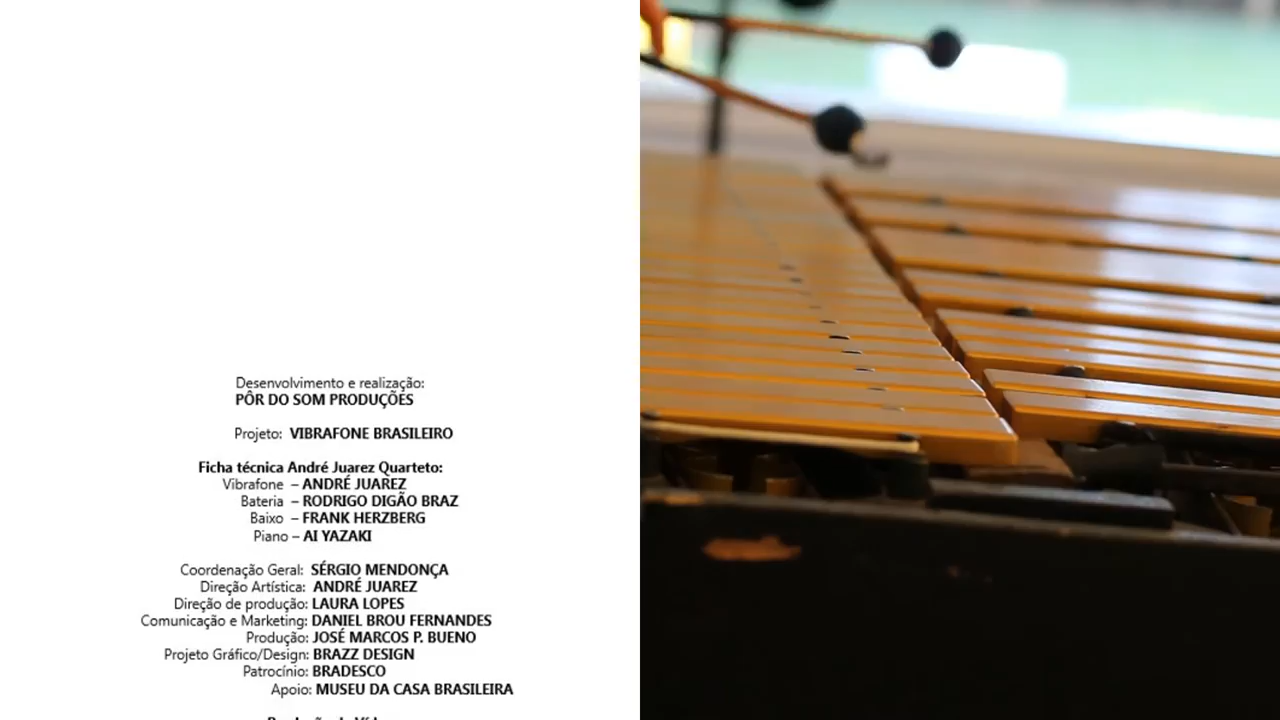 Desenvolvimento e realização:
PÔR DO SOM PRODUÇÕES
Projeto: VIBRAFONE BRASILEIRO
Ficha técnica André Juarez Quarteto:
Vibrafone – ANDRÉ JUAREZ
Bateria – RODRIGO DIGÃO BRAZ
Baixo – FRANK HERZBERG
Piano – AI YAZAKI
Coordenação Geral: SÉRGIO MENDONÇA
Direção Artística: ANDRÉ JUAREZ
Direção de produção: LAURA LOPES
Comunicação e Marketing: DANIEL BROU FERNANDES
Produção: JOSÉ MARCOS P. BUENO
Projeto Gráfico/Design: BRAZZ DESIGN
Patrocínio: BRADESCO
Apoio: MUSEU DA CASA BRASILEIRA